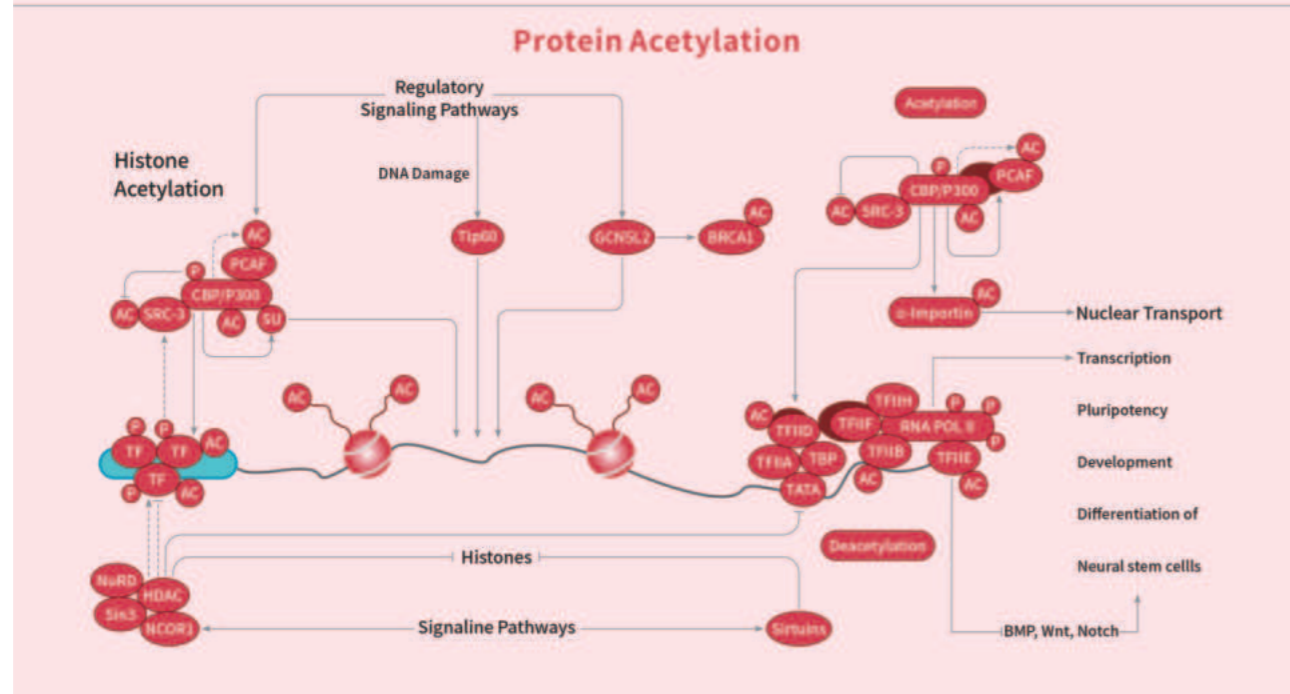 Protein Acetylation
Regulatory
Signaling Pathways
Acetylation
Histone
Acetylation
DNA Damage
AC
P
CBP/P300
PCAF
AC
SRC-3
AC
AC
Tip60
GCN5L2
BRCA1
AC
AC
PCAF
P
CBP/P300
AC
SRC-3
AC
SU
α-Importin
AC
Nuclear Transport
Transcription
AC
AC
AC
AC
Pluripotency
Development
Differentiation of
Neural stem cellls
P
P
TF
TF
AC
TF
P
AC
AC
TFIID
TFIIA
TBP
TATA
TFIIF
TFIIH
RNA POL II
P
P
P
TFIIB
TFIIE
AC
AC
Deacetylation
Histones
NuRD
HDAC
Sin3
NCOR1
Signaline Pathways
Sirtuins
BMP, Wnt, Notch